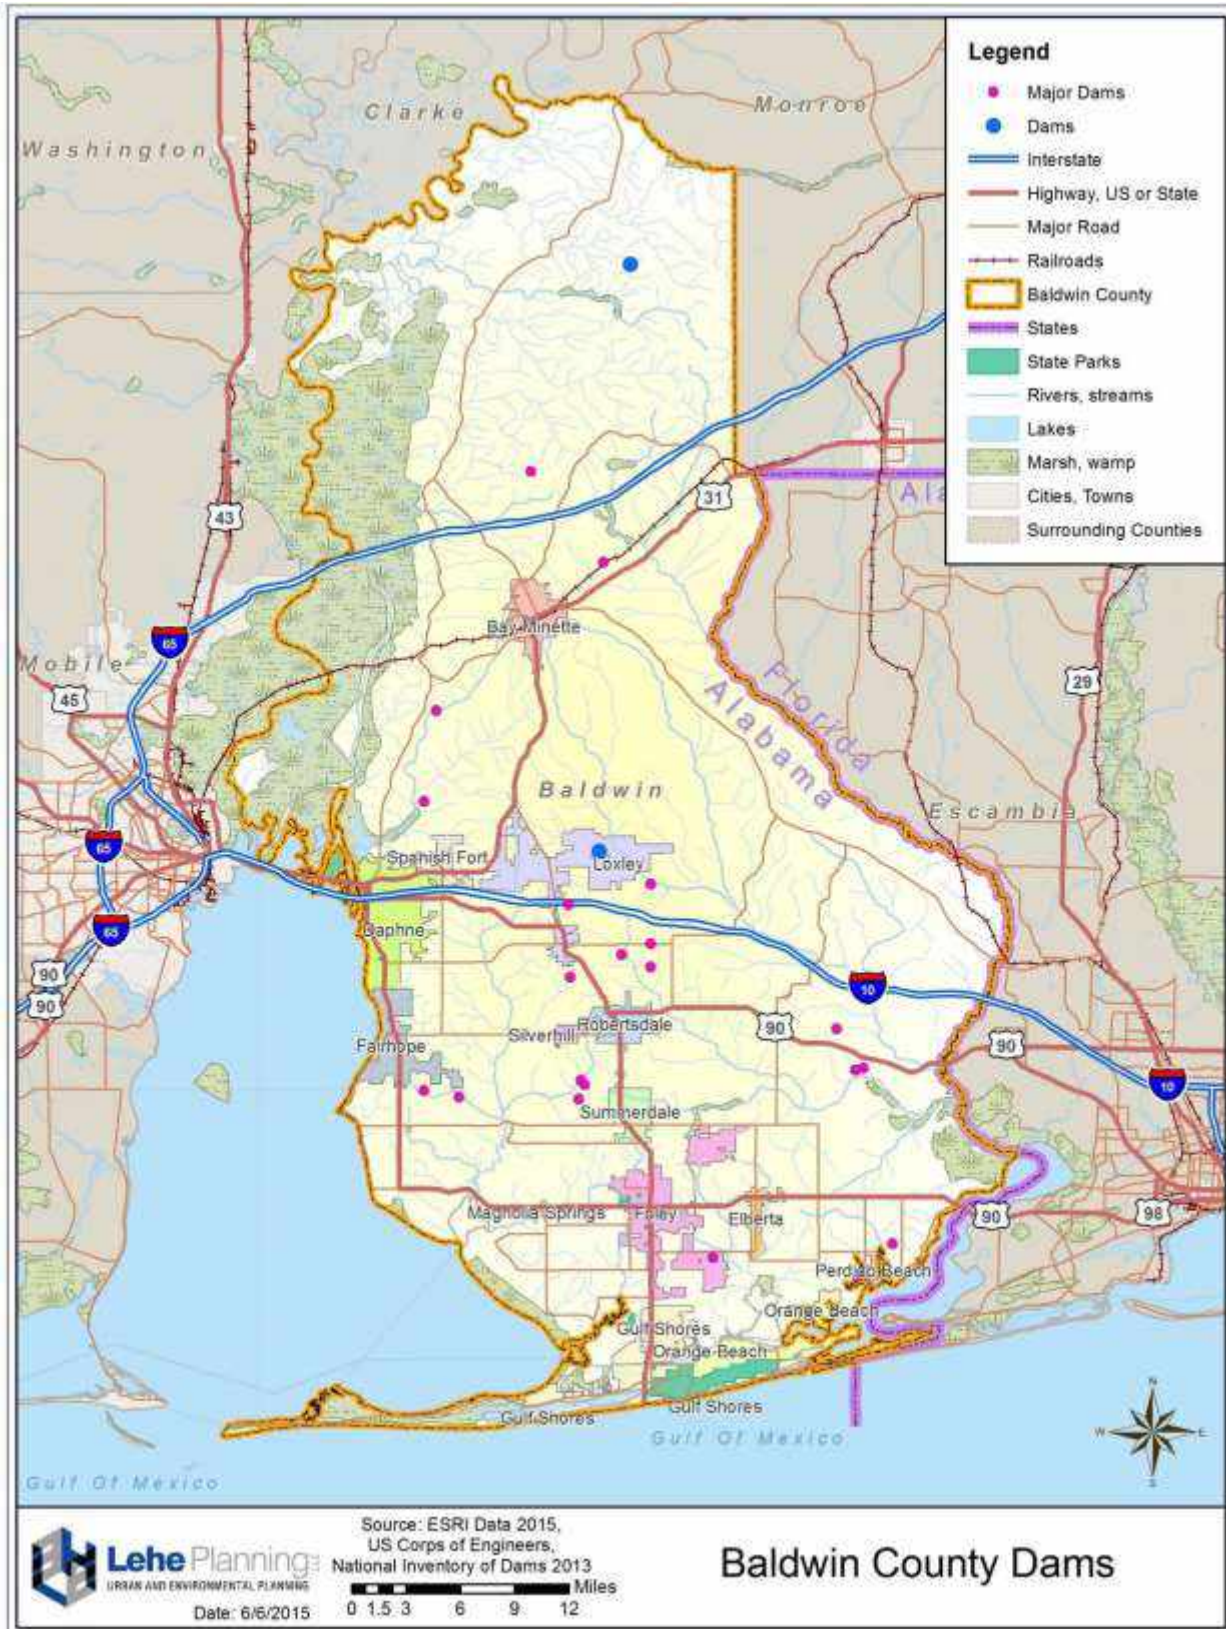 Legend
Major Dams
Dams
Interstate
Highway, US or State
Major Road
Railroads
Baldwin County
States
State Parks
Rivers, streams
Lakes
Marsh, wamp
Cities, Towns
Surrounding Counties
Clarke
Monroe
Washington
31
43
Ala
Bay Minette
65
Mobile
45
29
Florida
Alabama
Baldwin
Escambia
65
Spanish Fort
Loxley
65
Daphne
90
90
10
Robertsdale
90
Silverhill
Fairhope
90
10
Summerdale
Magnolia Springs
Foley
Elberta
90
98
Perdido Beach
Orange Beach
Gulf Shores
Orange Beach
Gulf Shores
Gulf Shores
Gulf Of Mexico
Gulf Of Mexico
N
W
E
S
Lehe Planning
URBAN AND ENVIRONMENTAL PLANNING
Date: 6/6/2015
Source: ESRI Data 2015,
US Corps of Engineers,
National Inventory of Dams 2013
Miles
0 1.5 3 6 9 12
Baldwin County Dams